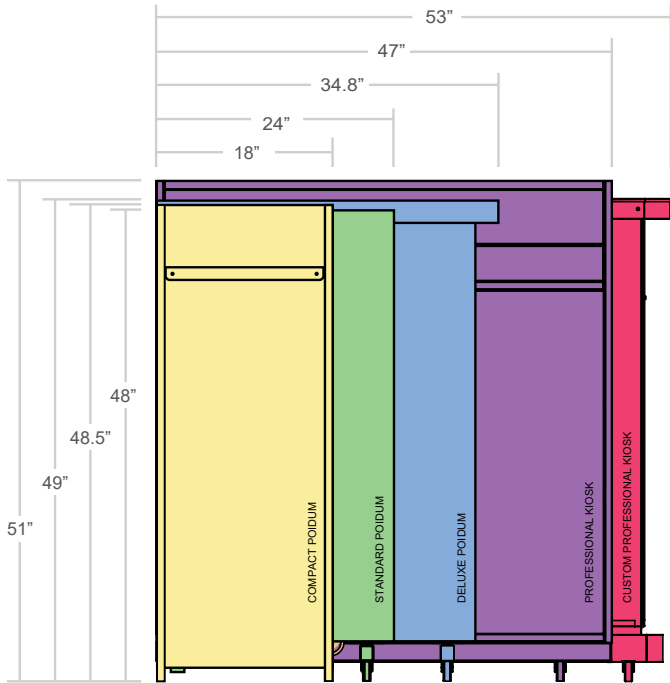 53”
47”
34.8”
24”
18”
48”
48.5”
49”
51”
COMPACT POIDUM
STANDARD POIDUM
DELUXE POIDUM
PROFESSIONAL KIOSK
CUSTOM PROFESSIONAL KIOSK